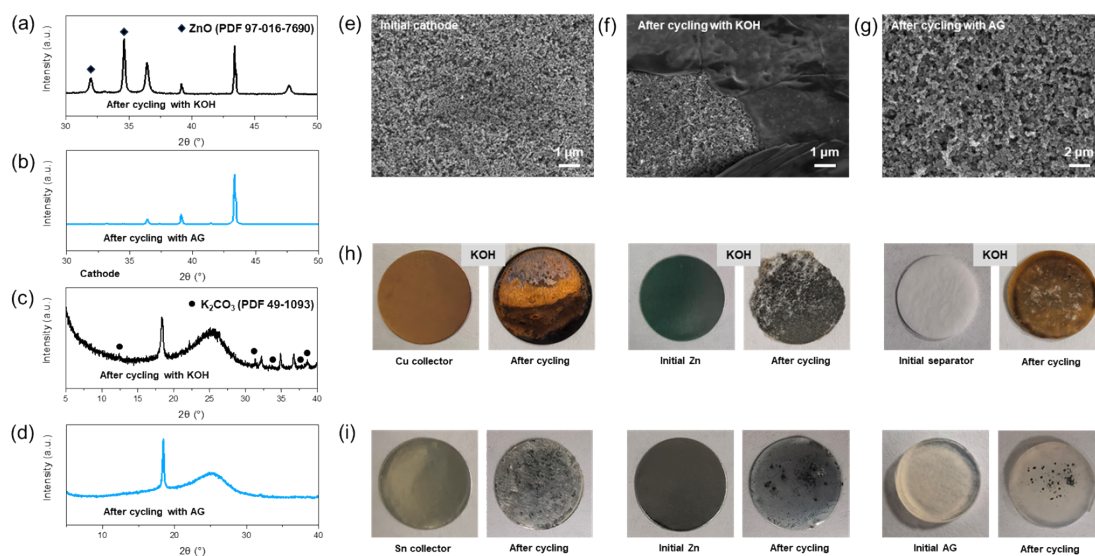 (a)
◆ ZnO (PDF 97-016-7690)
Intensity (a.u.)
After cycling with KOH
30 35 40 45 50
2θ (°)
(b)
Intensity (a.u.)
After cycling with AG
30 35 40 45 50
Cathode
2θ (°)
(c)
● K₂CO₃ (PDF 49-1093)
Intensity (a.u.)
After cycling with KOH
5 10 15 20 25 30 35 40
2θ (°)
(d)
Intensity (a.u.)
After cycling with AG
10 20 30 40
2θ (°)
(e)
Initial cathode
1 μm
(f)
After cycling with KOH
1 μm
(g)
After cycling with AG
2 μm
(h)
KOH
Cu collector
After cycling
KOH
Initial Zn
After cycling
KOH
Initial separator
After cycling
(i)
Sn collector
After cycling
Initial Zn
After cycling
Initial AG
After cycling